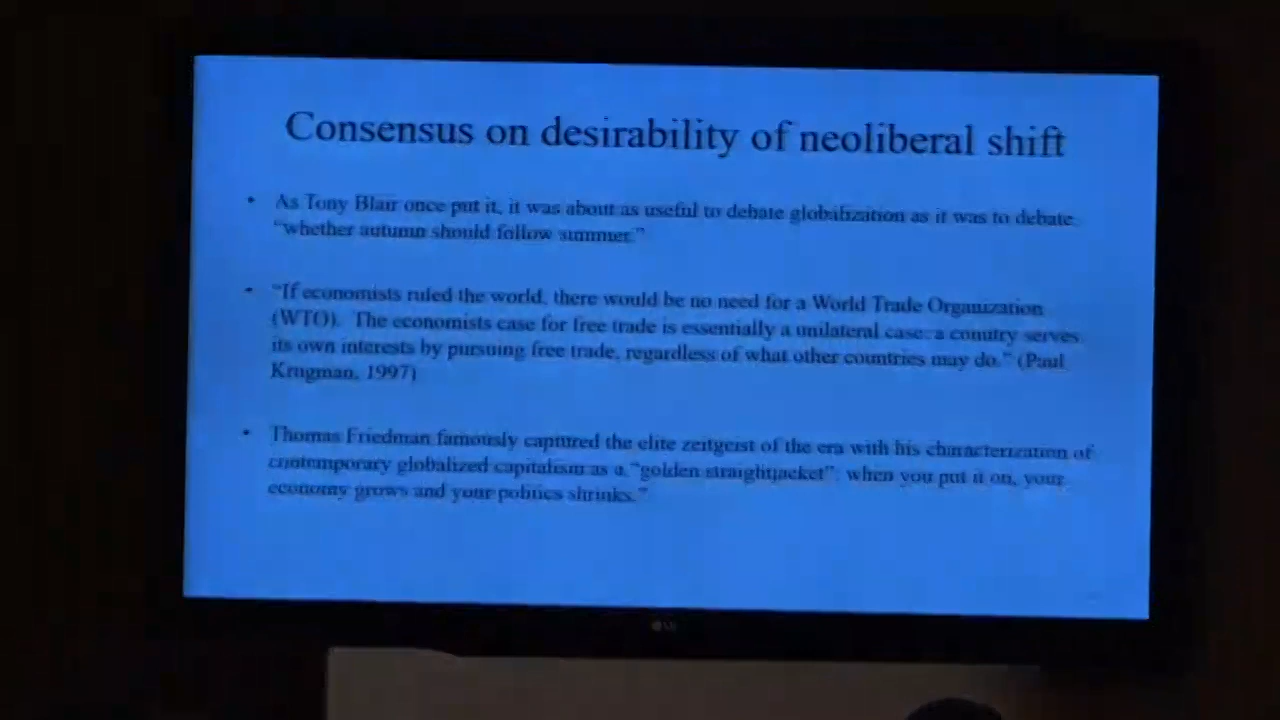 Consensus on desirability of neoliberal shift
• As Tony Blair once put it, it was about as useful to debate globalization as it was to debate
“whether autumn should follow summer.”
• “If economists ruled the world, there would be no need for a World Trade Organization
(WTO). The economists case for free trade is essentially a unilateral case: a country serves
its own interests by pursuing free trade, regardless of what other countries may do.” (Paul
Krugman, 1997)
• Thomas Friedman famously captured the elite zeitgeist of the era with his characterization of
contemporary globalized capitalism as a “golden straightjacket”: when you put it on, your
economy grows and your politics shrinks.”
LG